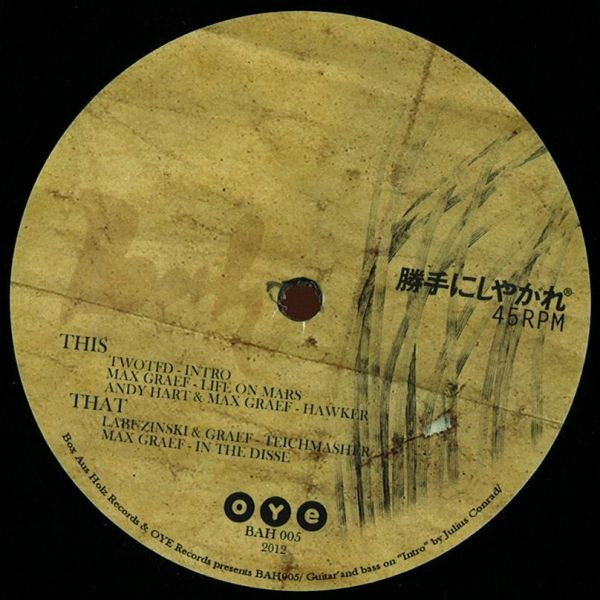 勝手にしやがれ®
45RPM
THIS
TWOTFD - INTRO
MAX GRAEF - LIFE ON MARS
ANDY HART & MAX GRAEF - HAWKER
THAT
LABUZINSKI & GRAEF - TEICHMASHER
MAX GRAEF - IN THE DISSE
OYe
BAH 005
2012
Box Aus Holz Records & OYE Records presents BAH005/ Guitar and bass on "Intro" by Julius Conrad/